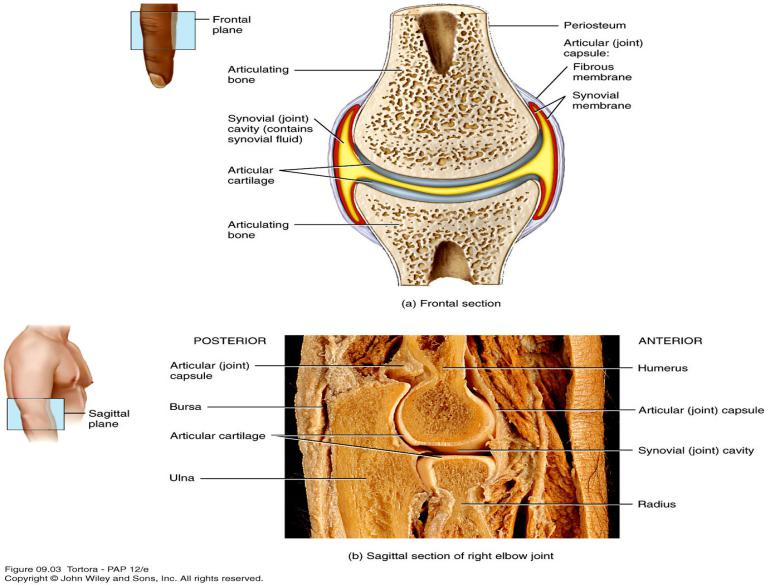 Frontal
plane
Articulating
bone
Synovial (joint)
cavity (contains
synovial fluid)
Articular
cartilage
Articulating
bone
Periosteum
Articular (joint)
capsule:
Fibrous
membrane
Synovial
membrane
(a) Frontal section
Sagittal
plane
POSTERIOR
Articular (joint)
capsule
Bursa
Articular cartilage
Ulna
ANTERIOR
Humerus
Articular (joint) capsule
Synovial (joint) cavity
Radius
(b) Sagittal section of right elbow joint
Figure 09.03 Tortora - PAP 12/e
Copyright © John Wiley and Sons, Inc. All rights reserved.